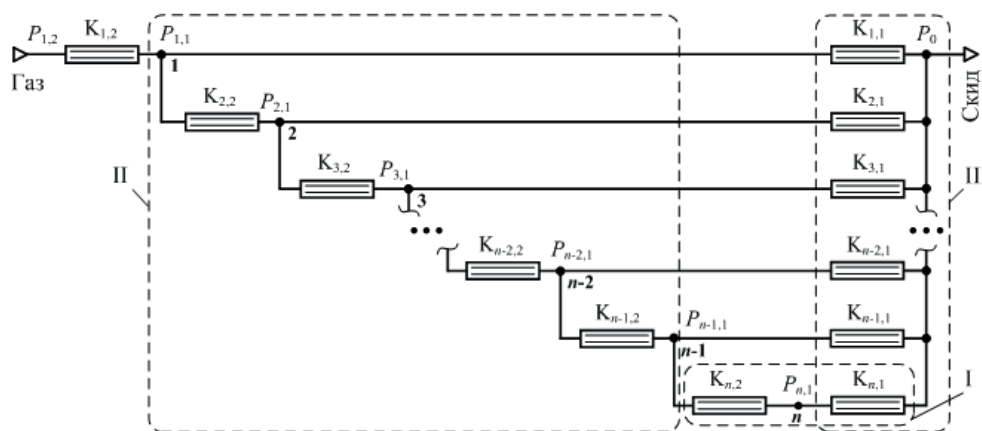 P1,2 K1,2 P1,1 K1,1 P0
1
Газ
Скид
K2,2 P2,1 K2,1
2
II K3,2 P3,1 K3,1 II
3
... ...
Kn-2,2 Pn-2,1 Kn-2,1
n-2
Kn-1,2 Pn-1,1 Kn-1,1
n-1
Kn,2 Pn,1 Kn,1 I
n